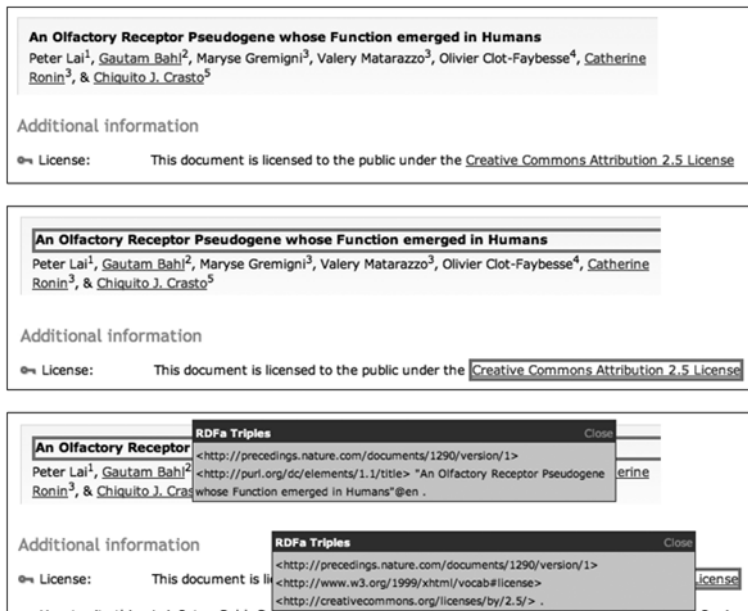 An Olfactory Receptor Pseudogene whose Function emerged in Humans
Peter Lai1, Gautam Bahl2, Maryse Gremigni3, Valery Matarazzo3, Olivier Clot-Faybesse4, Catherine
Ronin3, & Chiquito J. Crasto5
Additional information
License: This document is licensed to the public under the Creative Commons Attribution 2.5 License
An Olfactory Receptor Pseudogene whose Function emerged in Humans
Peter Lai1, Gautam Bahl2, Maryse Gremigni3, Valery Matarazzo3, Olivier Clot-Faybesse4, Catherine
Ronin3, & Chiquito J. Crasto5
Additional information
License: This document is licensed to the public under the Creative Commons Attribution 2.5 License
RDFa Triples Close
An Olfactory Receptor
<http://precedings.nature.com/documents/1290/version/1>
Peter Lai1, Gautam Bahl2
<http://purl.org/dc/elements/1.1/title> "An Olfactory Receptor Pseudogene
erine
Ronin3, & Chiquito J. Cras
whose Function emerged in Humans"@en .
Additional information
RDFa Triples Close
<http://precedings.nature.com/documents/1290/version/1>
License: This document is li
<http://www.w3.org/1999/xhtml/vocab#license>
icense
<http://creativecommons.org/licenses/by/2.5/> .